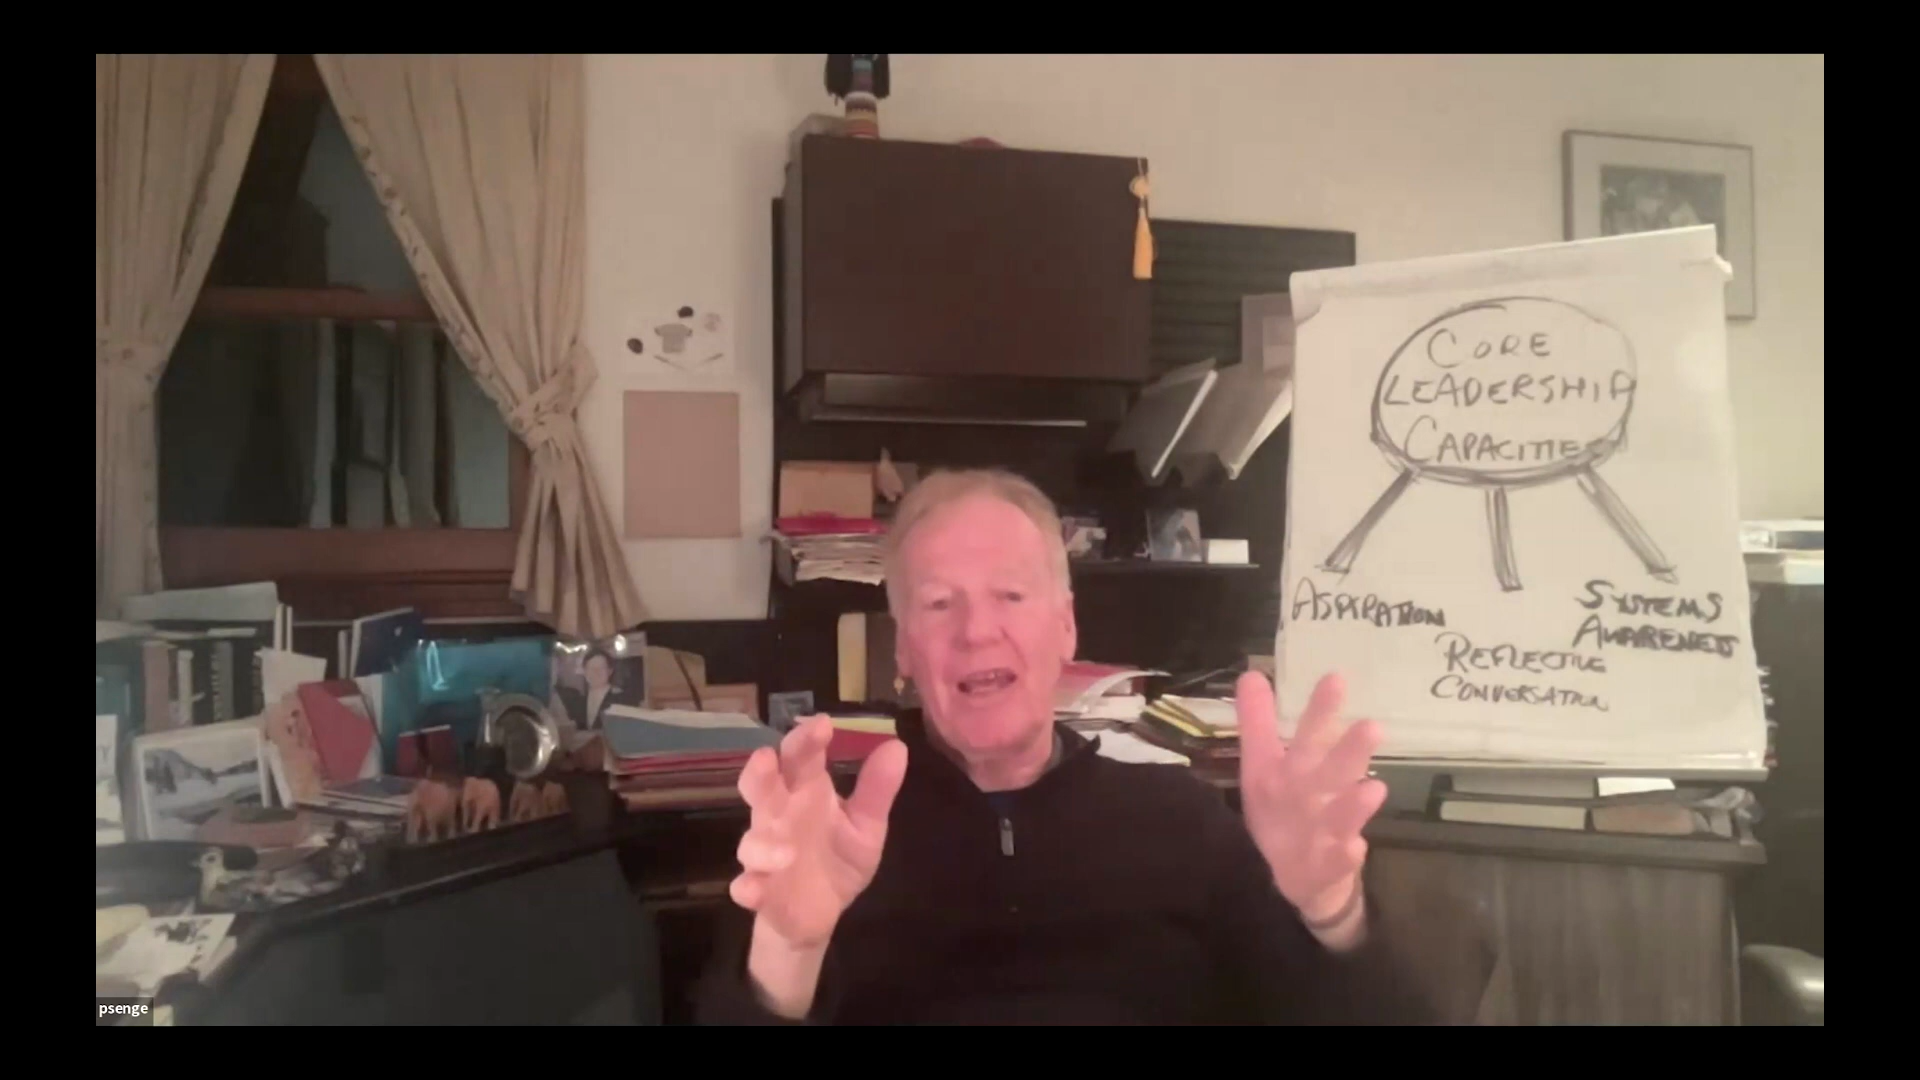 CORE
LEADERSHIP
CAPACITIES
ASPIRATION
SYSTEMS
AWARENESS
REFLECTIVE
CONVERSATION
psenge